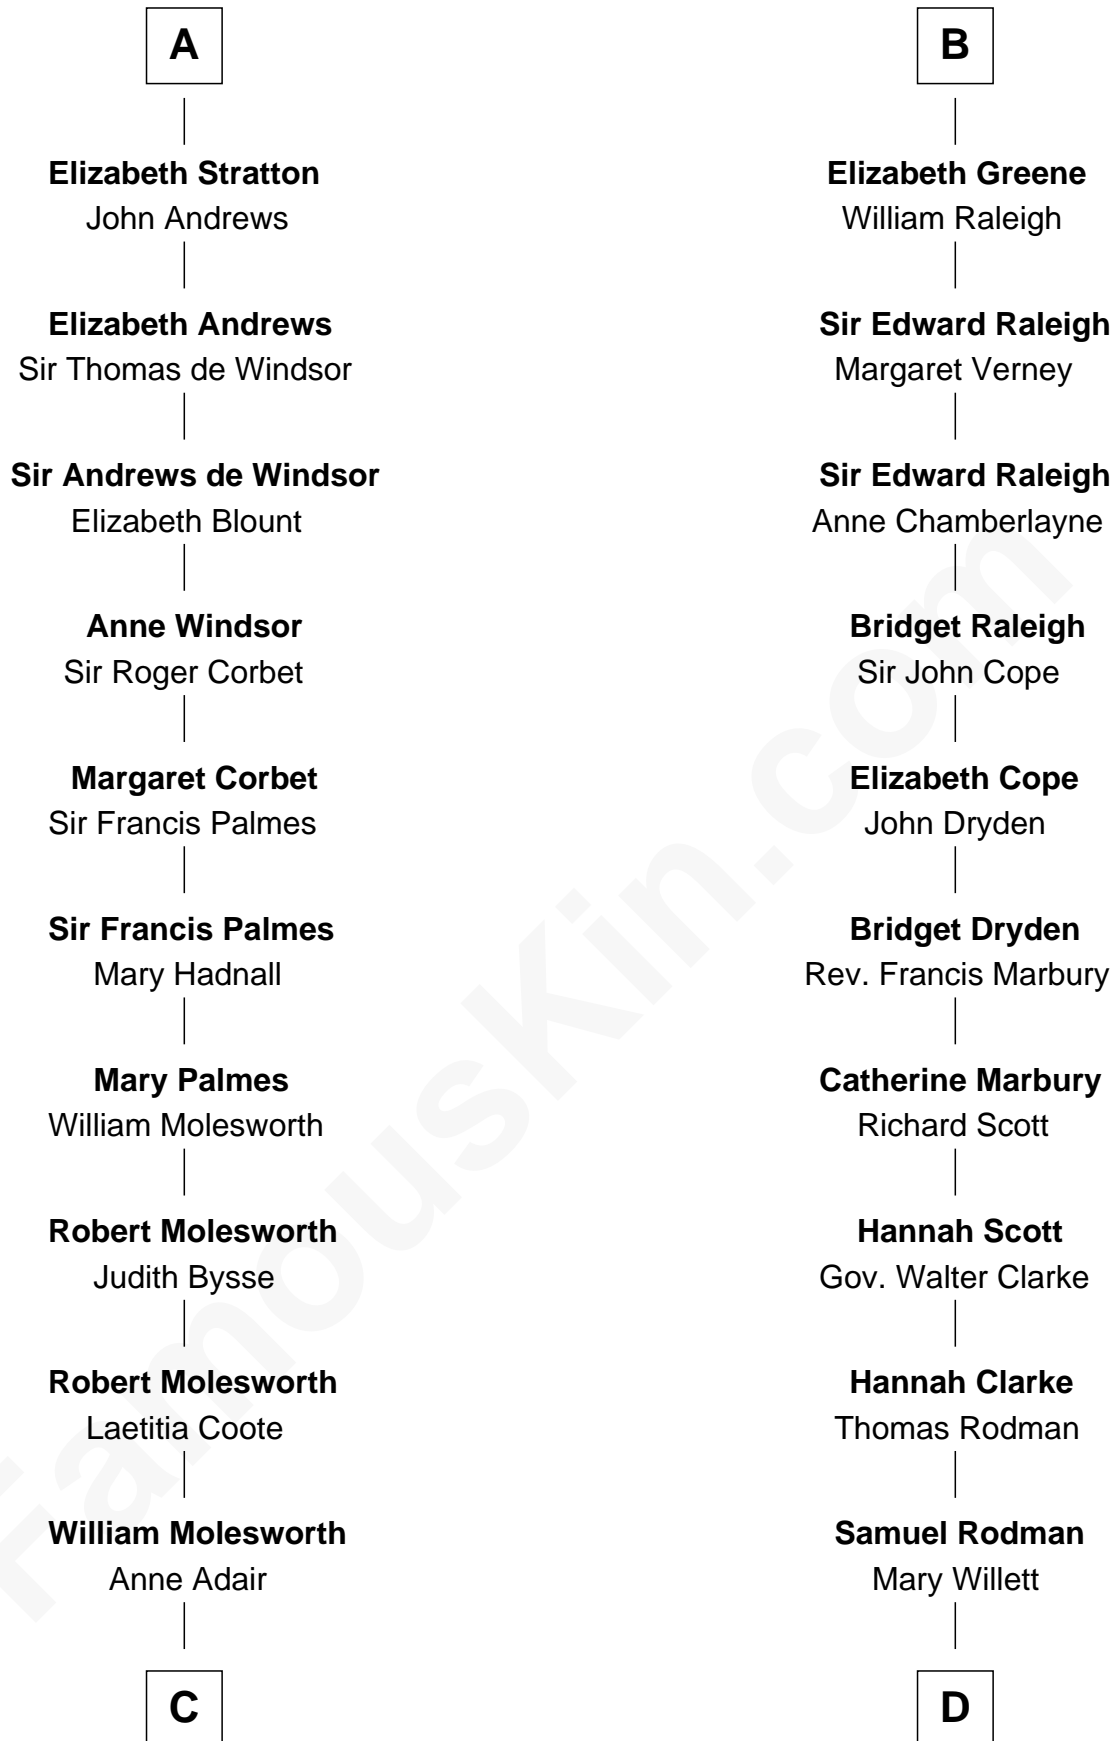 A
Elizabeth Stratton
John Andrews
Elizabeth Andrews
Sir Thomas de Windsor
Sir Andrews de Windsor
Elizabeth Blount
Anne Windsor
Sir Roger Corbet
Margaret Corbet
Sir Francis Palmes
Sir Francis Palmes
Mary Hadnall
Mary Palmes
William Molesworth
Robert Molesworth
Judith Bysse
Robert Molesworth
Laetitia Coote
William Molesworth
Anne Adair
C
B
Elizabeth Greene
William Raleigh
Sir Edward Raleigh
Margaret Verney
Sir Edward Raleigh
Anne Chamberlayne
Bridget Raleigh
Sir John Cope
Elizabeth Cope
John Dryden
Bridget Dryden
Rev. Francis Marbury
Catherine Marbury
Richard Scott
Hannah Scott
Gov. Walter Clarke
Hannah Clarke
Thomas Rodman
Samuel Rodman
Mary Willett
D
FamousKin.com